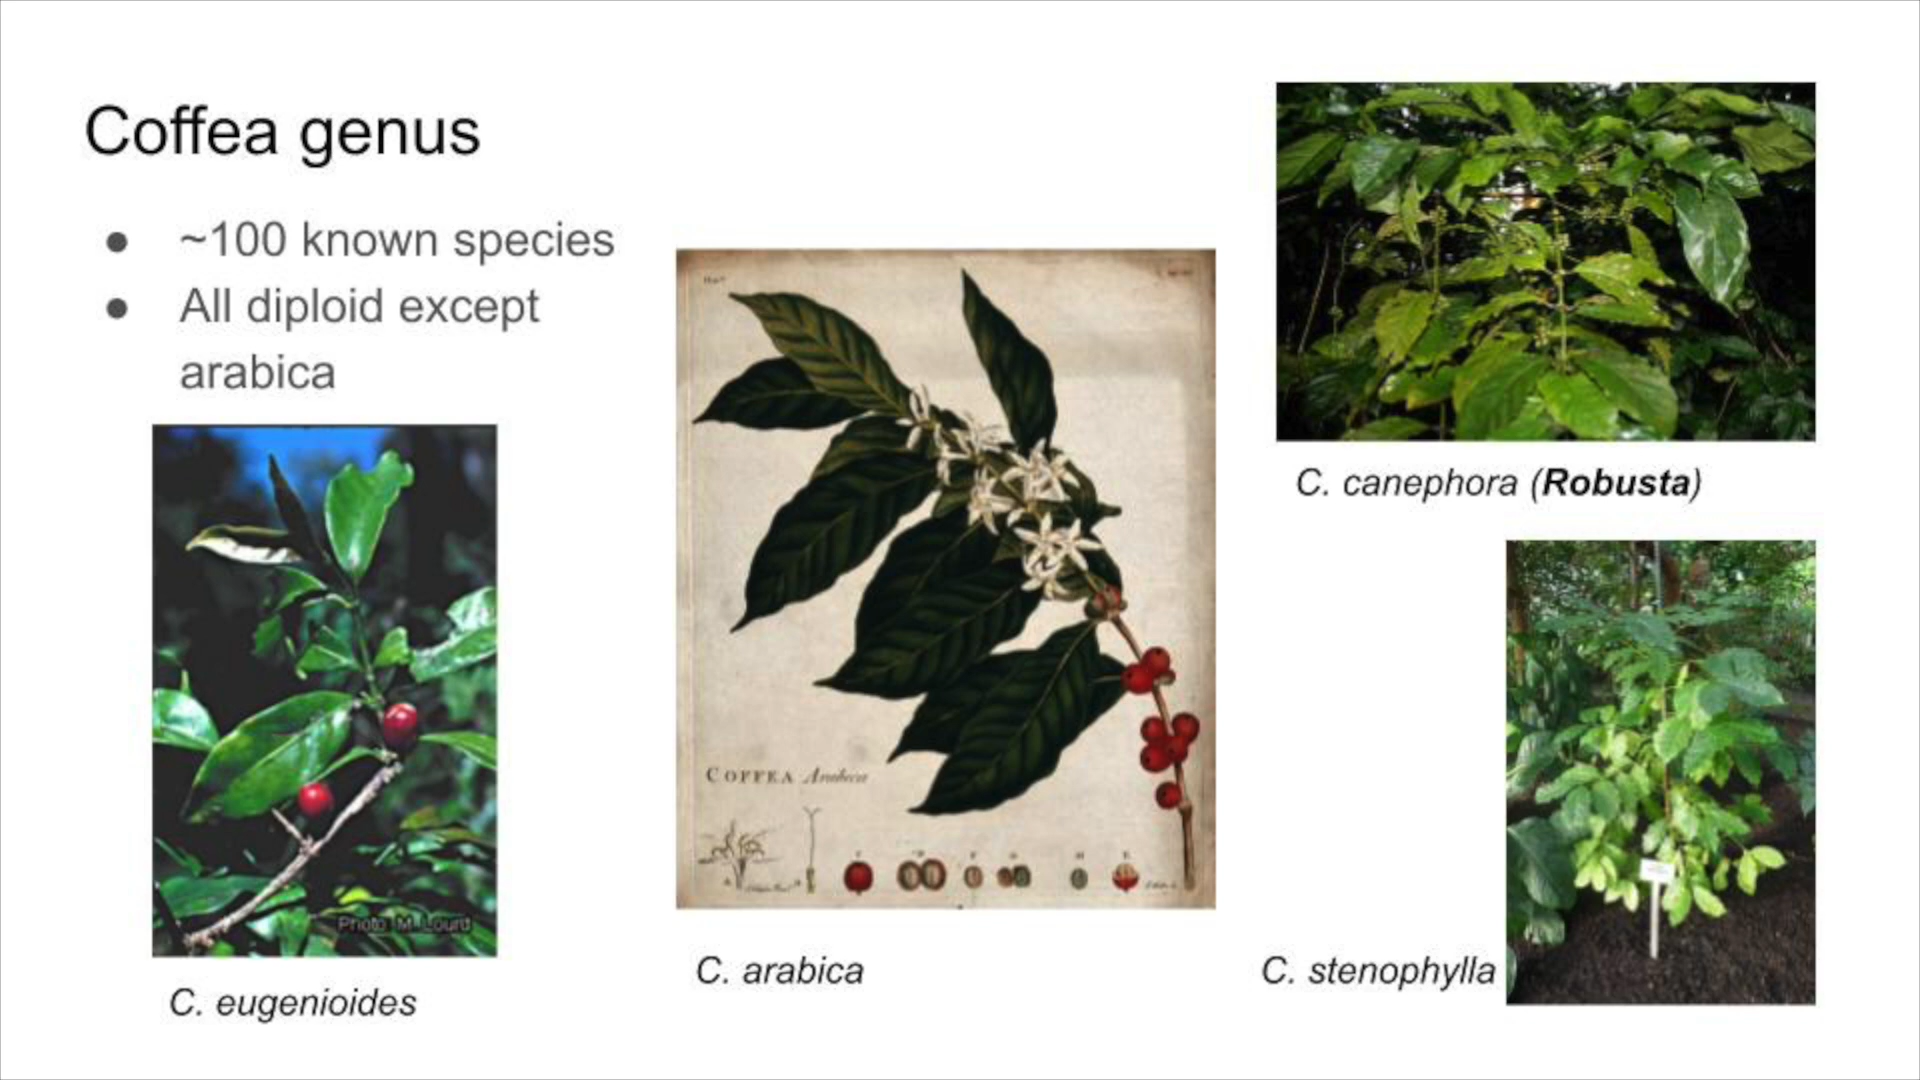 Coffea genus
● ~100 known species
● All diploid except
arabica
C. canephora (Robusta)
COFFEA Arabica
Photo M. Lourd
C. eugenioides
C. arabica
C. stenophylla